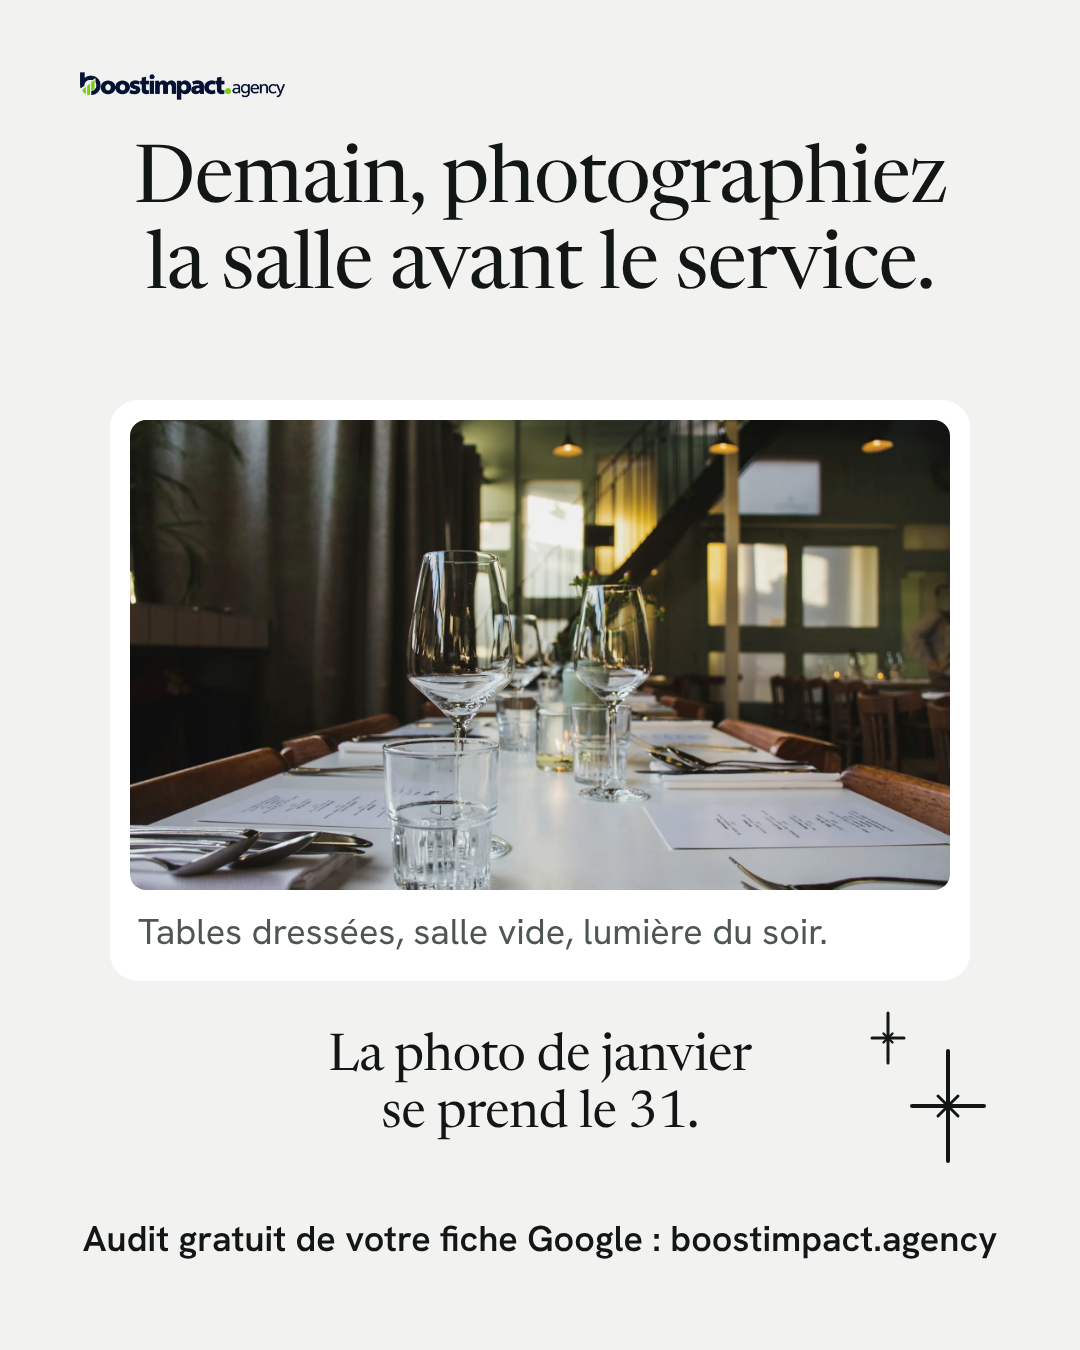 boostimpact.agency
Demain, photographiez
la salle avant le service.
Tables dressées, salle vide, lumière du soir.
La photo de janvier
se prend le 31.
Audit gratuit de votre fiche Google : boostimpact.agency